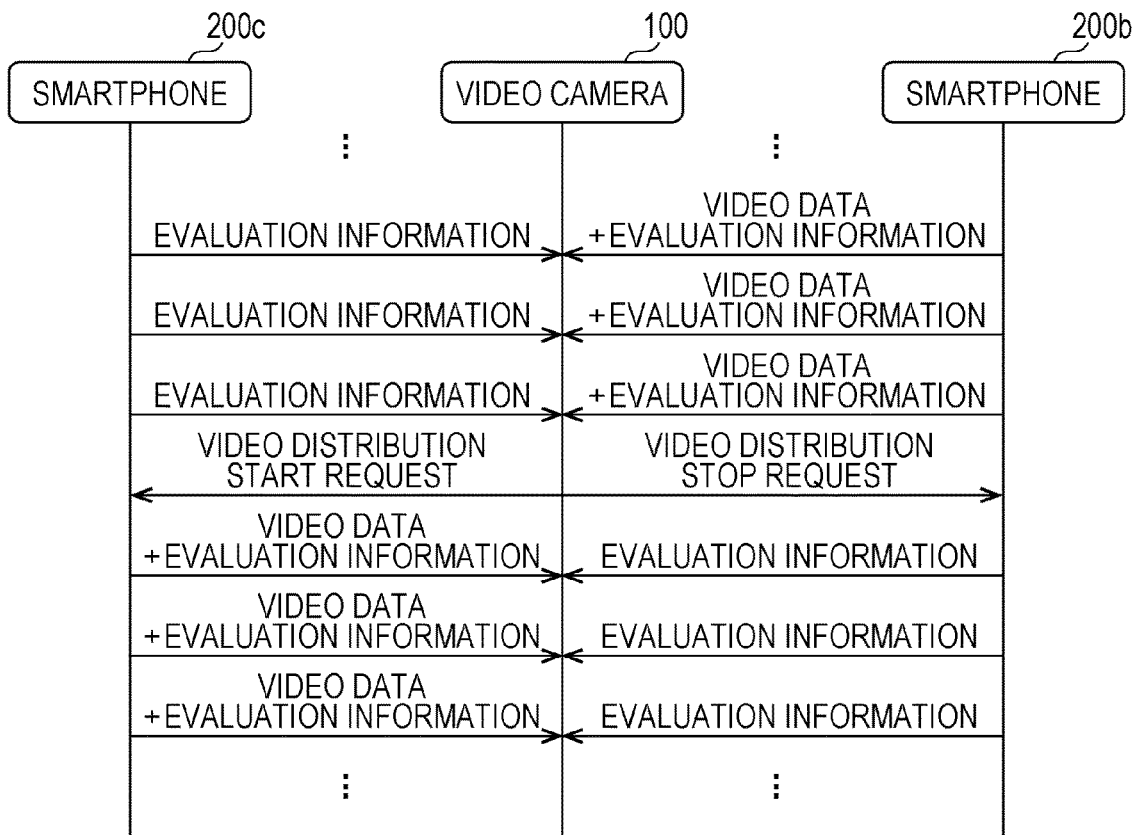 200c
100
200b
SMARTPHONE
VIDEO CAMERA
SMARTPHONE
VIDEO DATA
EVALUATION INFORMATION
+EVALUATION INFORMATION
VIDEO DATA
EVALUATION INFORMATION
+EVALUATION INFORMATION
VIDEO DATA
EVALUATION INFORMATION
+EVALUATION INFORMATION
VIDEO DISTRIBUTION
START REQUEST
VIDEO DISTRIBUTION
STOP REQUEST
VIDEO DATA
+EVALUATION INFORMATION
EVALUATION INFORMATION
VIDEO DATA
+EVALUATION INFORMATION
EVALUATION INFORMATION
VIDEO DATA
+EVALUATION INFORMATION
EVALUATION INFORMATION